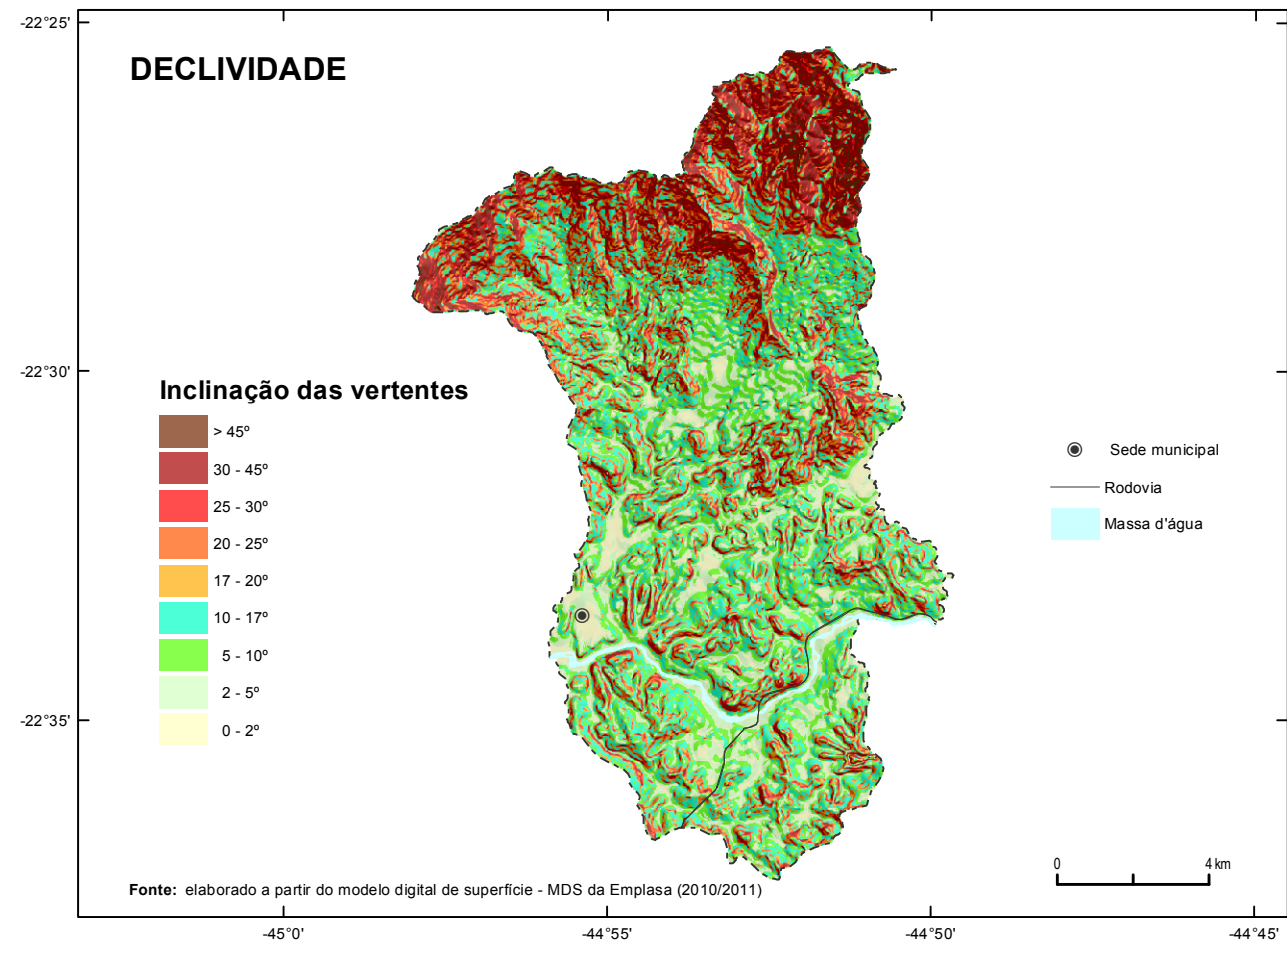 -22°25'
DECLIVIDADE
-22°30'
Inclinação das vertentes
> 45º
30 - 45º
25 - 30º
20 - 25º
17 - 20º
10 - 17º
5 - 10º
2 - 5º
0 - 2º
Sede municipal
Rodovia
Massa d'água
-22°35'
0 4 km
Fonte: elaborado a partir do modelo digital de superfície - MDS da Emplasa (2010/2011)
-45°0' -44°55' -44°50' -44°45'